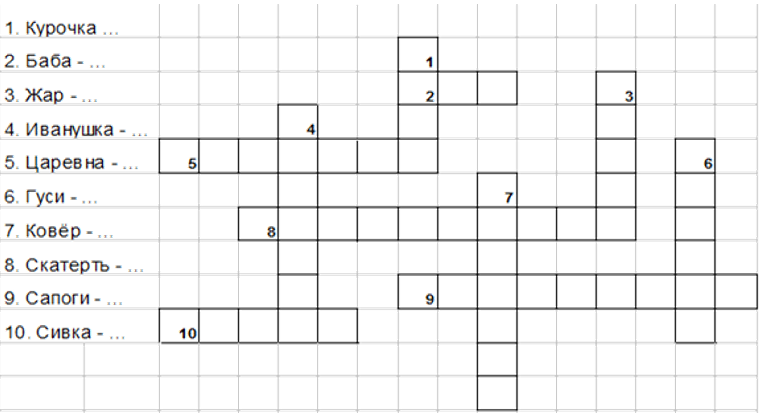 1. Курочка ...
2. Баба - ... 1
3. Жар - ... 2 3
4. Иванушка - ... 4
5. Царевна - ... 5 6
6. Гуси - ... 7
7. Ковёр - ... 8
8. Скатерть - ...
9. Сапоги - ... 9
10. Сивка - ... 10